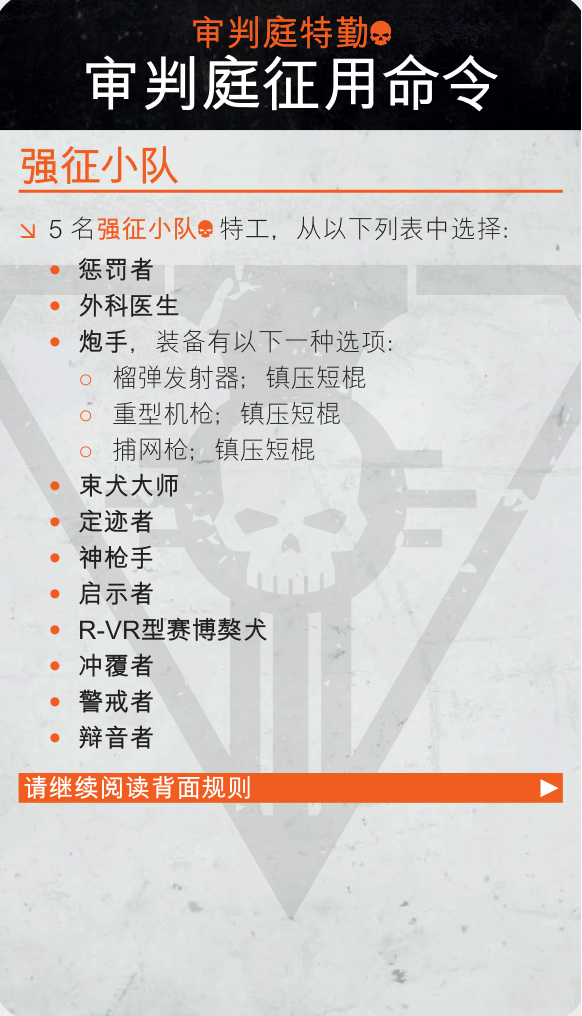 审判庭特勤
审判庭征用命令
强征小队
5 名强征小队 特工，从以下列表中选择：
惩罚者
外科医生
炮手，装备有以下一种选项：
榴弹发射器；镇压短棍
重型机枪；镇压短棍
捕网枪；镇压短棍
束犬大师
定迹者
神枪手
启示者
R-VR型赛博獒犬
冲覆者
警戒者
辩音者
请继续阅读背面规则